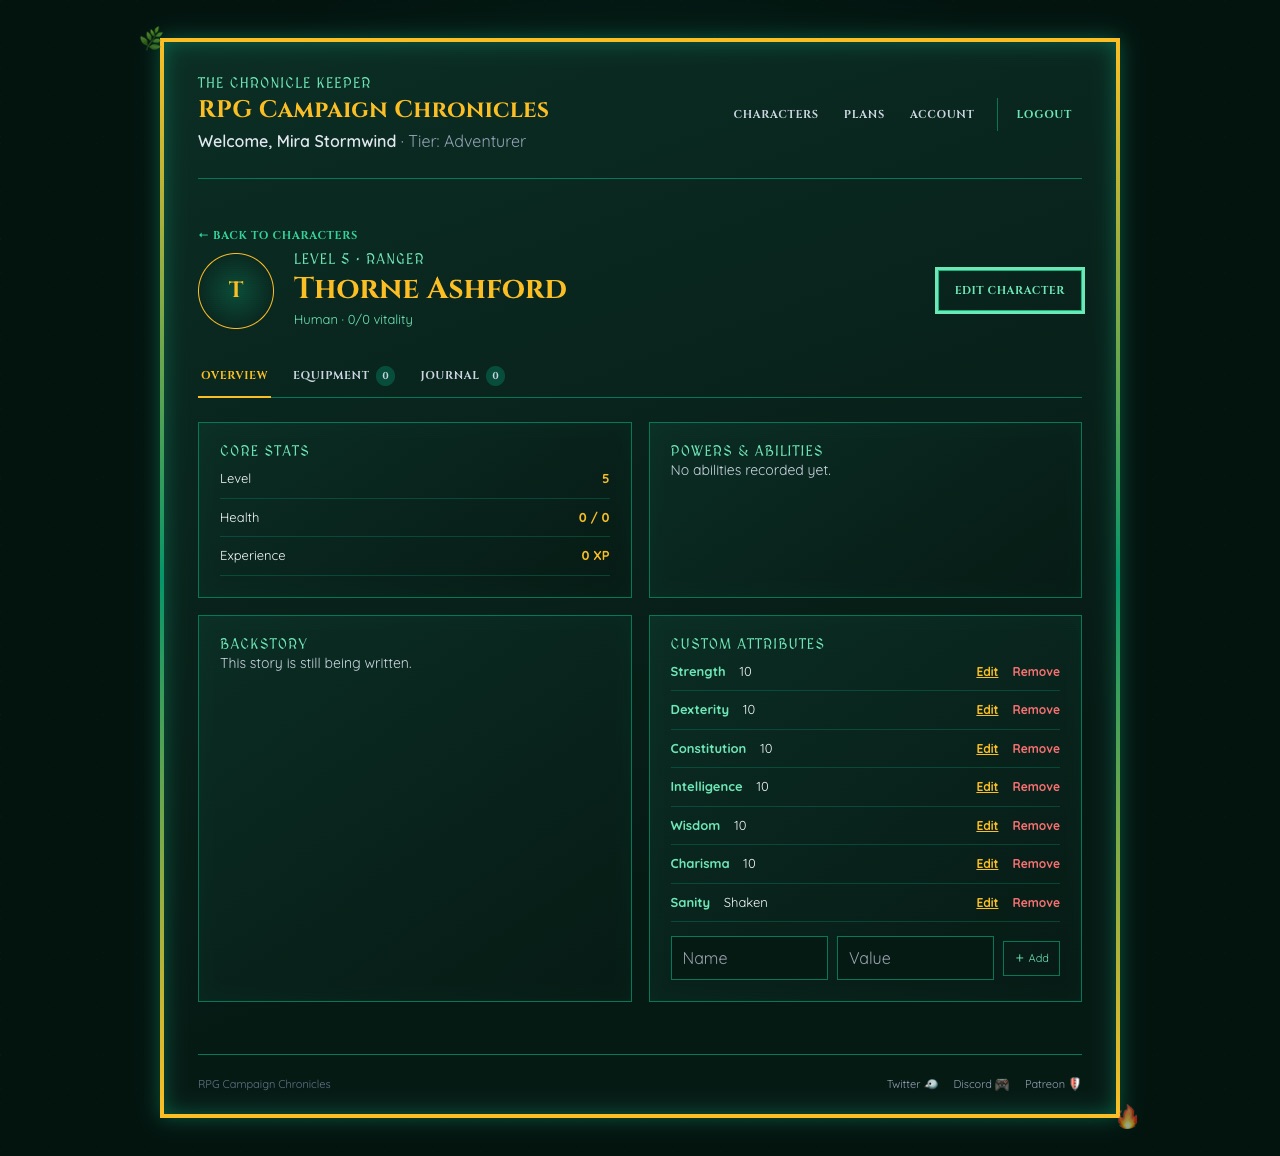 THE CHRONICLE KEEPER
RPG CAMPAIGN CHRONICLES
Welcome, Mira Stormwind · Tier: Adventurer
CHARACTERS PLANS ACCOUNT LOGOUT
← BACK TO CHARACTERS
T
LEVEL 5 · RANGER
THORNE ASHFORD
Human · 0/0 vitality
EDIT CHARACTER
OVERVIEW EQUIPMENT 0 JOURNAL 0
CORE STATS
Level 5
Health 0 / 0
Experience 0 XP
POWERS & ABILITIES
No abilities recorded yet.
BACKSTORY
This story is still being written.
CUSTOM ATTRIBUTES
Strength 10 Edit Remove
Dexterity 10 Edit Remove
Constitution 10 Edit Remove
Intelligence 10 Edit Remove
Wisdom 10 Edit Remove
Charisma 10 Edit Remove
Sanity Shaken Edit Remove
Name Value + Add
RPG Campaign Chronicles
Twitter Discord Patreon